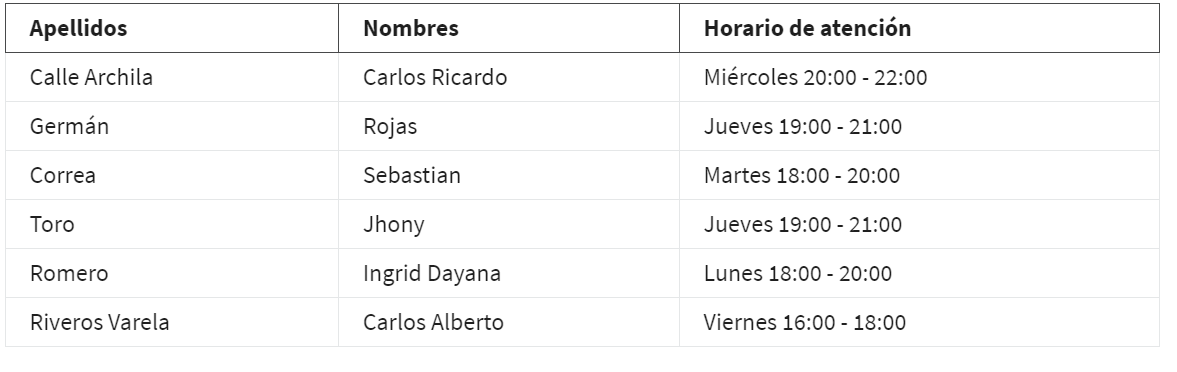 Apellidos Nombres Horario de atención
Calle Archila Carlos Ricardo Miércoles 20:00 - 22:00
Germán Rojas Jueves 19:00 - 21:00
Correa Sebastian Martes 18:00 - 20:00
Toro Jhony Jueves 19:00 - 21:00
Romero Ingrid Dayana Lunes 18:00 - 20:00
Riveros Varela Carlos Alberto Viernes 16:00 - 18:00